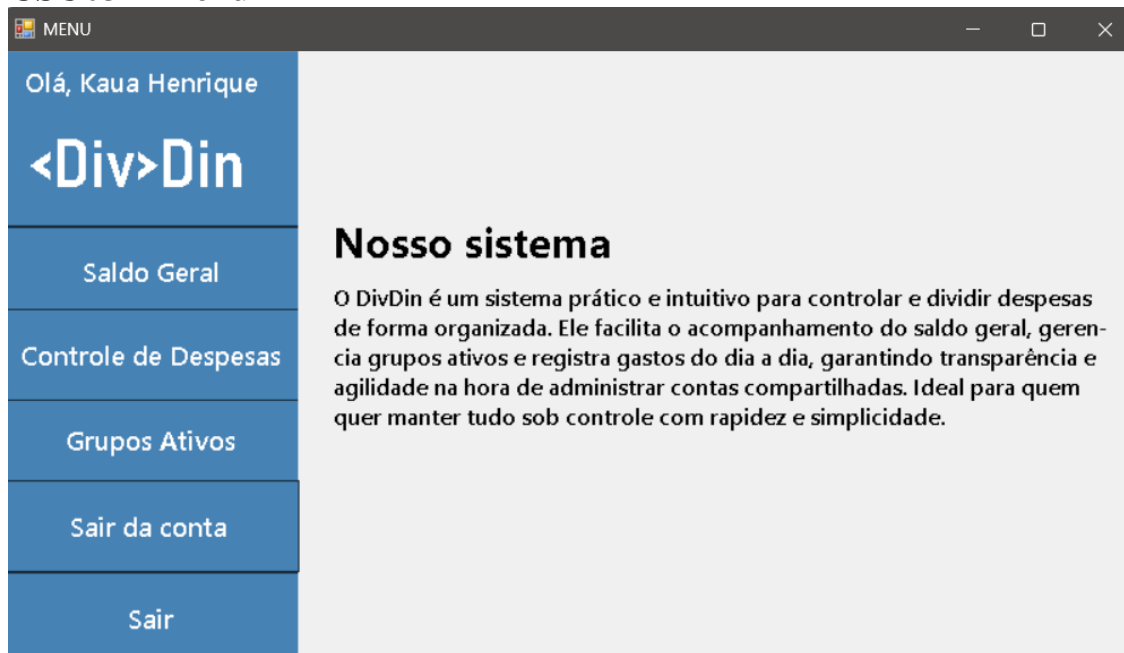 MENU
Olá, Kaua Henrique
<Div>Din
Saldo Geral
Controle de Despesas
Grupos Ativos
Sair da conta
Sair
Nosso sistema
O DivDin é um sistema prático e intuitivo para controlar e dividir despesas
de forma organizada. Ele facilita o acompanhamento do saldo geral, geren-
cia grupos ativos e registra gastos do dia a dia, garantindo transparência e
agilidade na hora de administrar contas compartilhadas. Ideal para quem
quer manter tudo sob controle com rapidez e simplicidade.